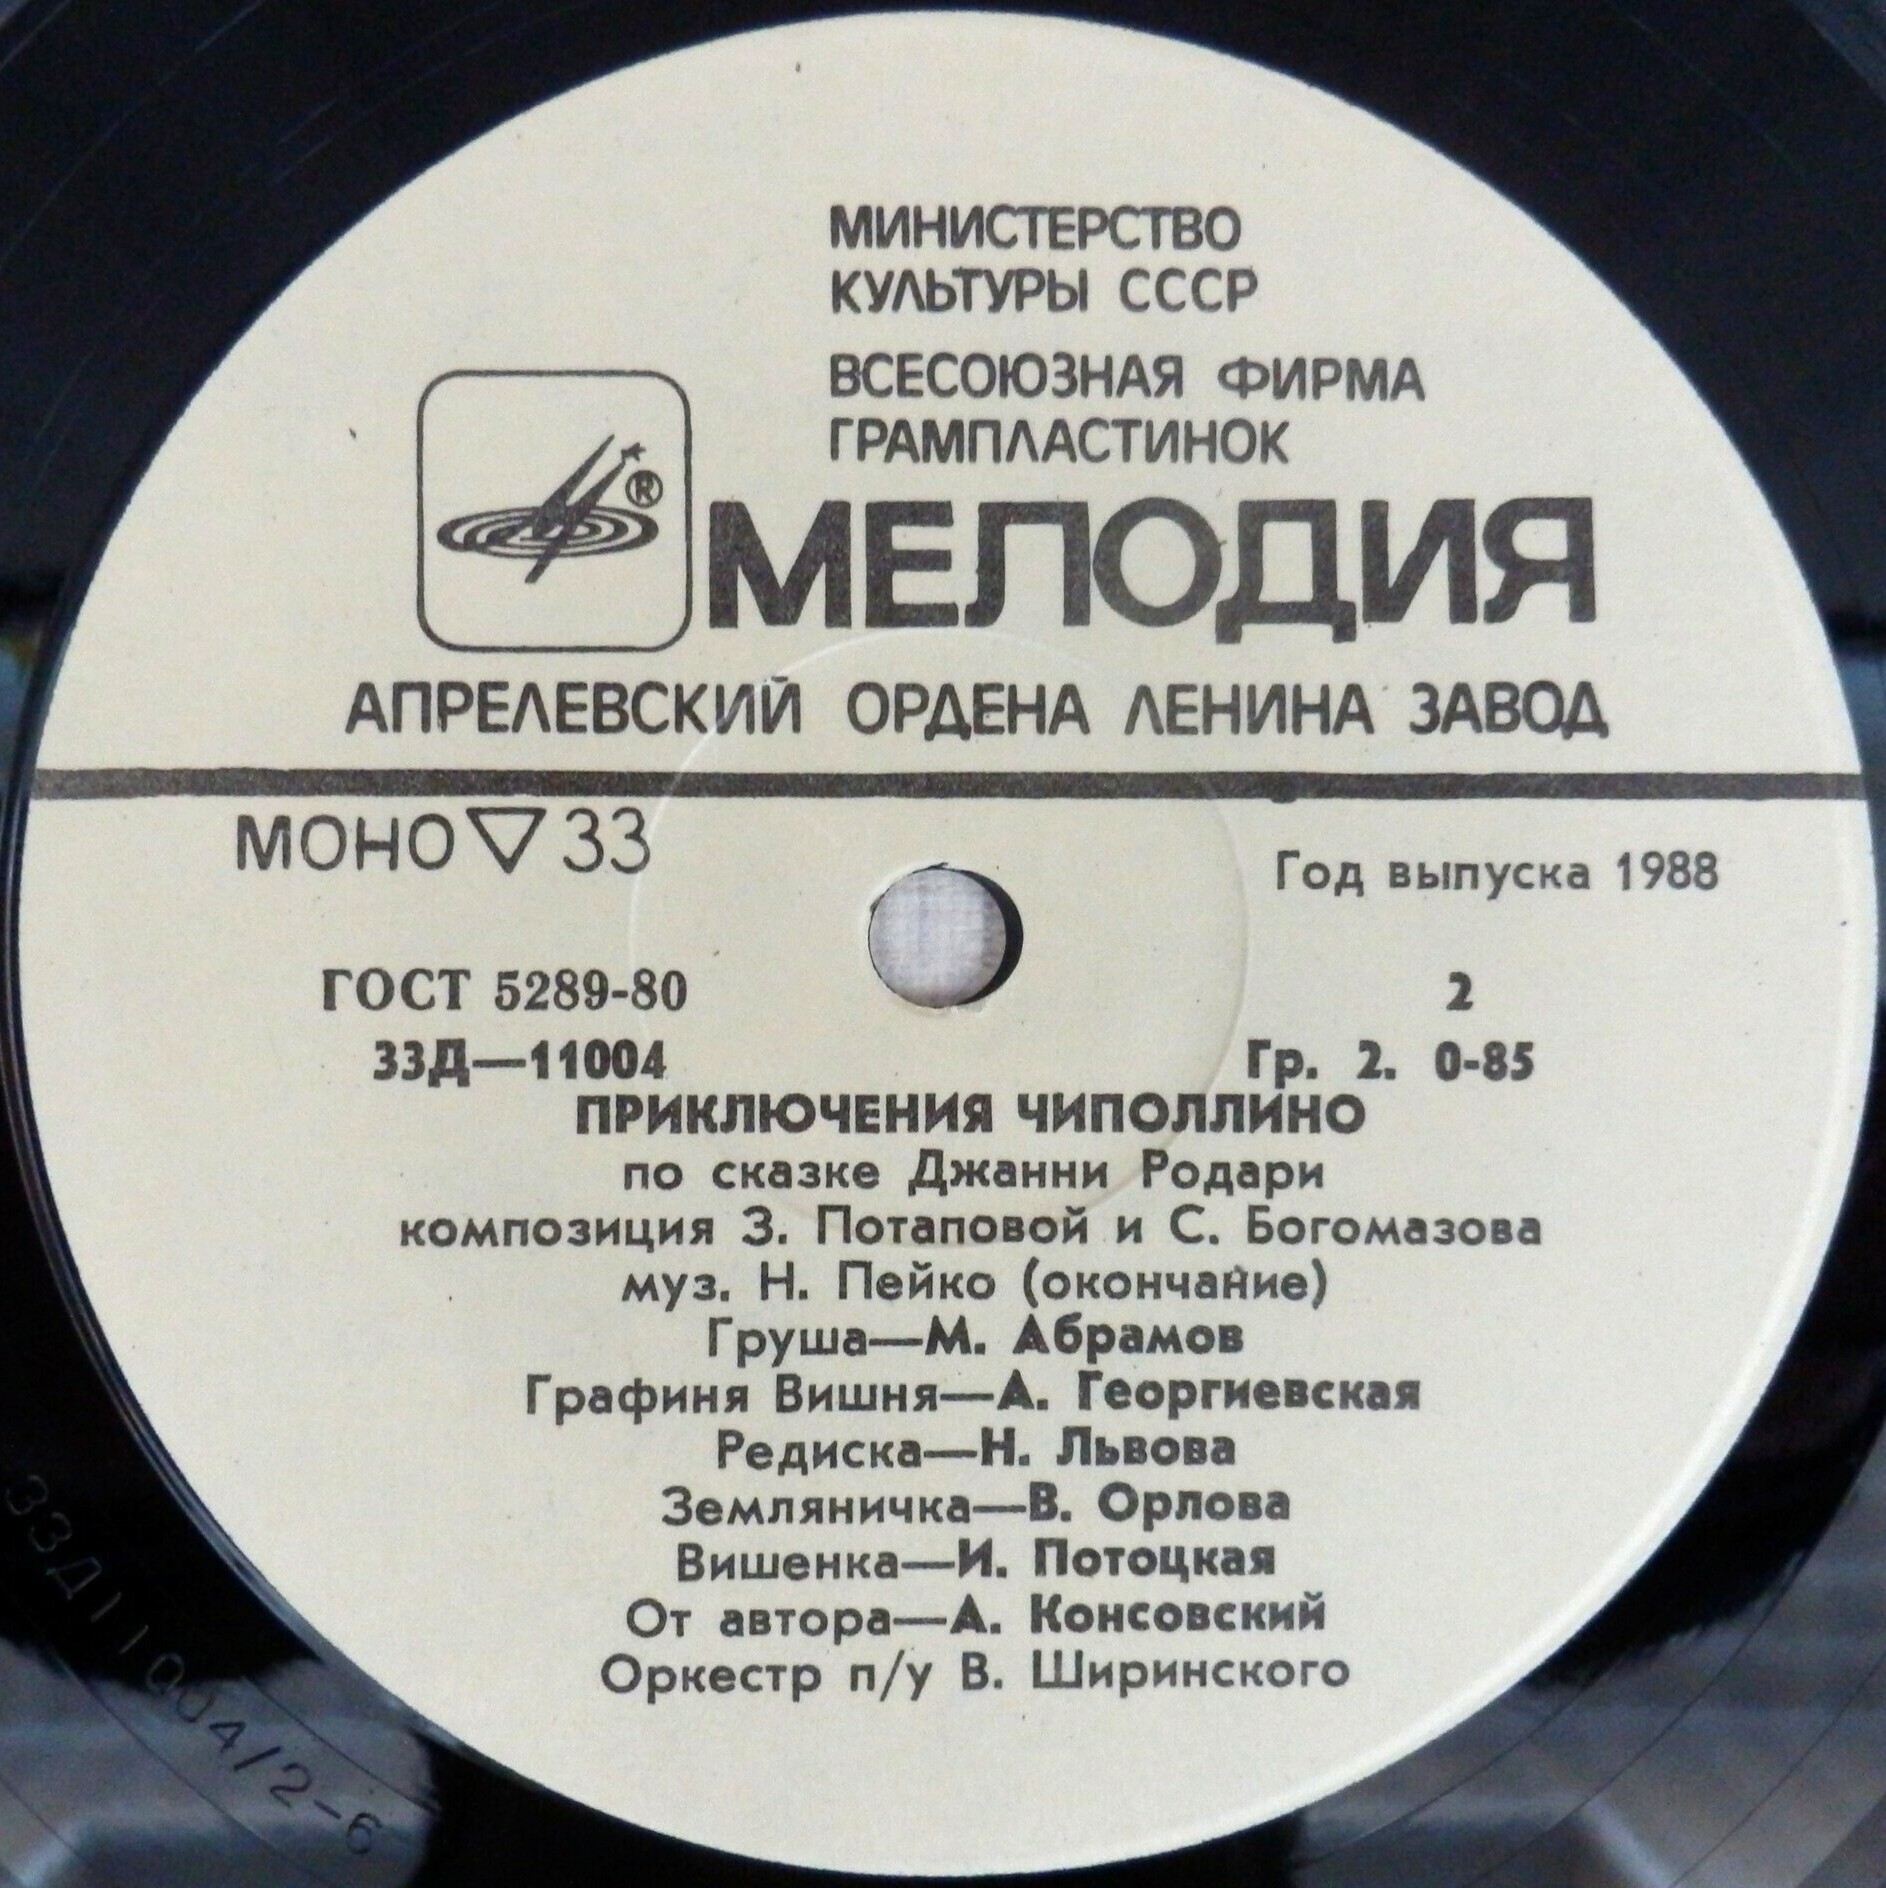 МИНИСТЕРСТВО
КУЛЬТУРЫ СССР
ВСЕСОЮЗНАЯ ФИРМА
ГРАМПЛАСТИНОК
®
МЕЛОДИЯ
АПРЕЛЕВСКИЙ ОРДЕНА ЛЕНИНА ЗАВОД
МОНО ▽ 33
Год выпуска 1988
ГОСТ 5289-80
2
33Д—11004
Гр. 2. 0-85
ПРИКЛЮЧЕНИЯ ЧИПОЛЛИНО
по сказке Джанни Родари
композиция З. Потаповой и С. Богомазова
муз. Н. Пейко (окончание)
Груша—М. Абрамов
Графиня Вишня—А. Георгиевская
Редиска—Н. Львова
Земляничка—В. Орлова
Вишенка—И. Потоцкая
От автора—А. Консовский
Оркестр п/у В. Ширинского
33Д11004/2-6